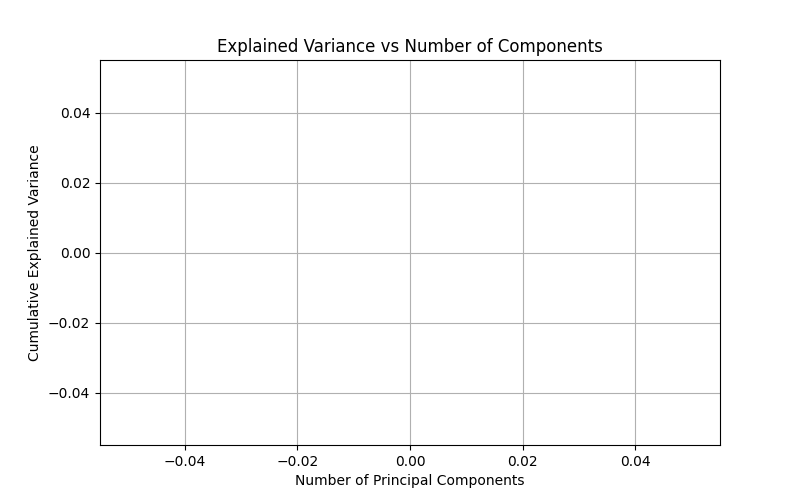 Explained Variance vs Number of Components
0.04
0.02
0.00
−0.02
−0.04
Cumulative Explained Variance
−0.04 −0.02 0.00 0.02 0.04
Number of Principal Components